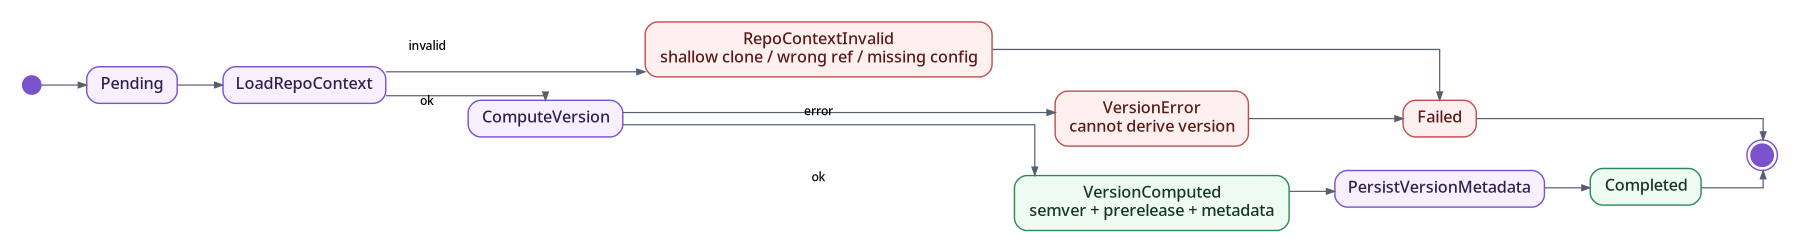 Pending
LoadRepoContext
invalid
ok
RepoContextInvalid
shallow clone / wrong ref / missing config
ComputeVersion
error
ok
VersionError
cannot derive version
VersionComputed
semver + prerelease + metadata
Failed
PersistVersionMetadata
Completed